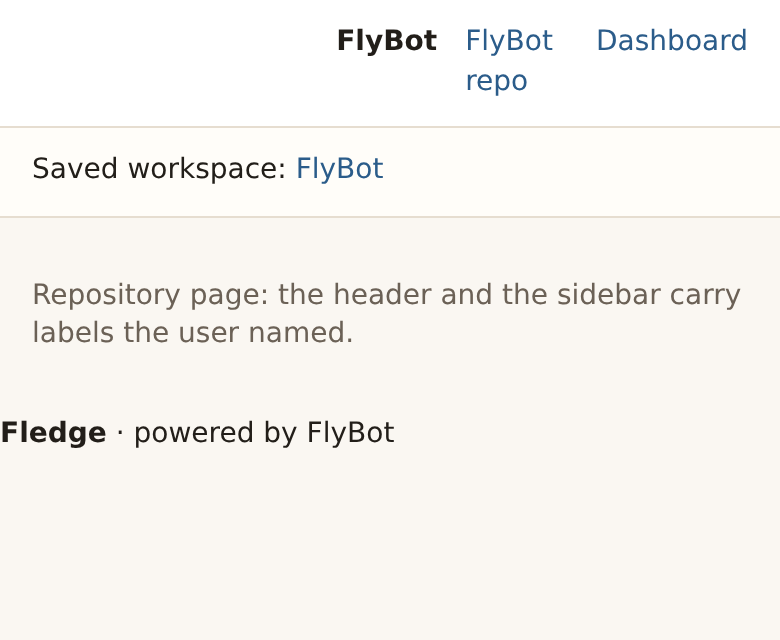 FlyBot FlyBot Dashboard
repo
Saved workspace: FlyBot
Repository page: the header and the sidebar carry
labels the user named.
Fledge · powered by FlyBot